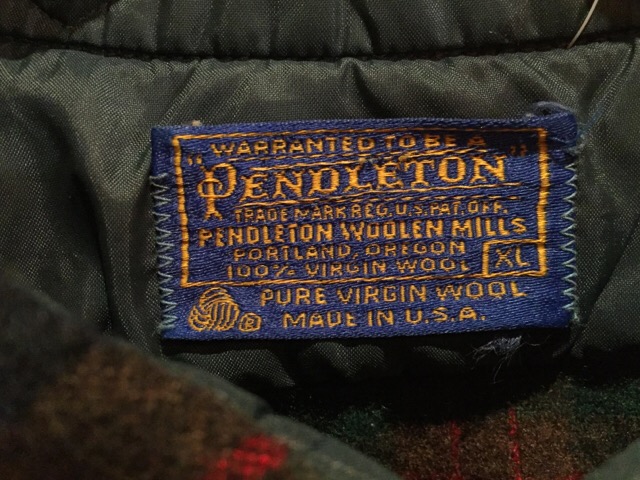 "WARRANTED TO BE A
PENDLETON"
TRADE MARK REG. U.S. PAT. OFF.
PENDLETON WOOLEN MILLS
PORTLAND, OREGON
100% VIRGIN WOOL XL
® PURE VIRGIN WOOL
MADE IN U.S.A.